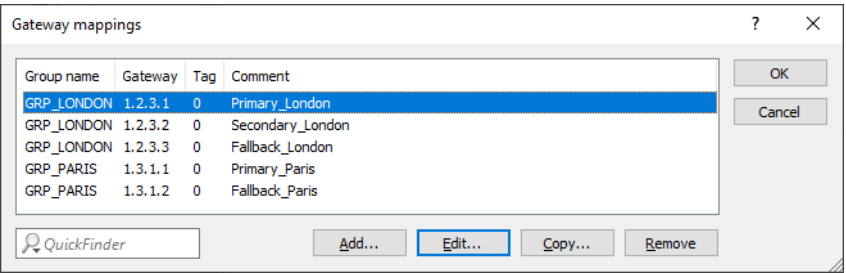 Gateway mappings ?
Group name Gateway Tag Comment
GRP_LONDON 1.2.3.1 0 Primary_London
GRP_LONDON 1.2.3.2 0 Secondary_London
GRP_LONDON 1.2.3.3 0 Fallback_London
GRP_PARIS 1.3.1.1 0 Primary_Paris
GRP_PARIS 1.3.1.2 0 Fallback_Paris
OK
Cancel
QuickFinder
Add... Edit... Copy... Remove